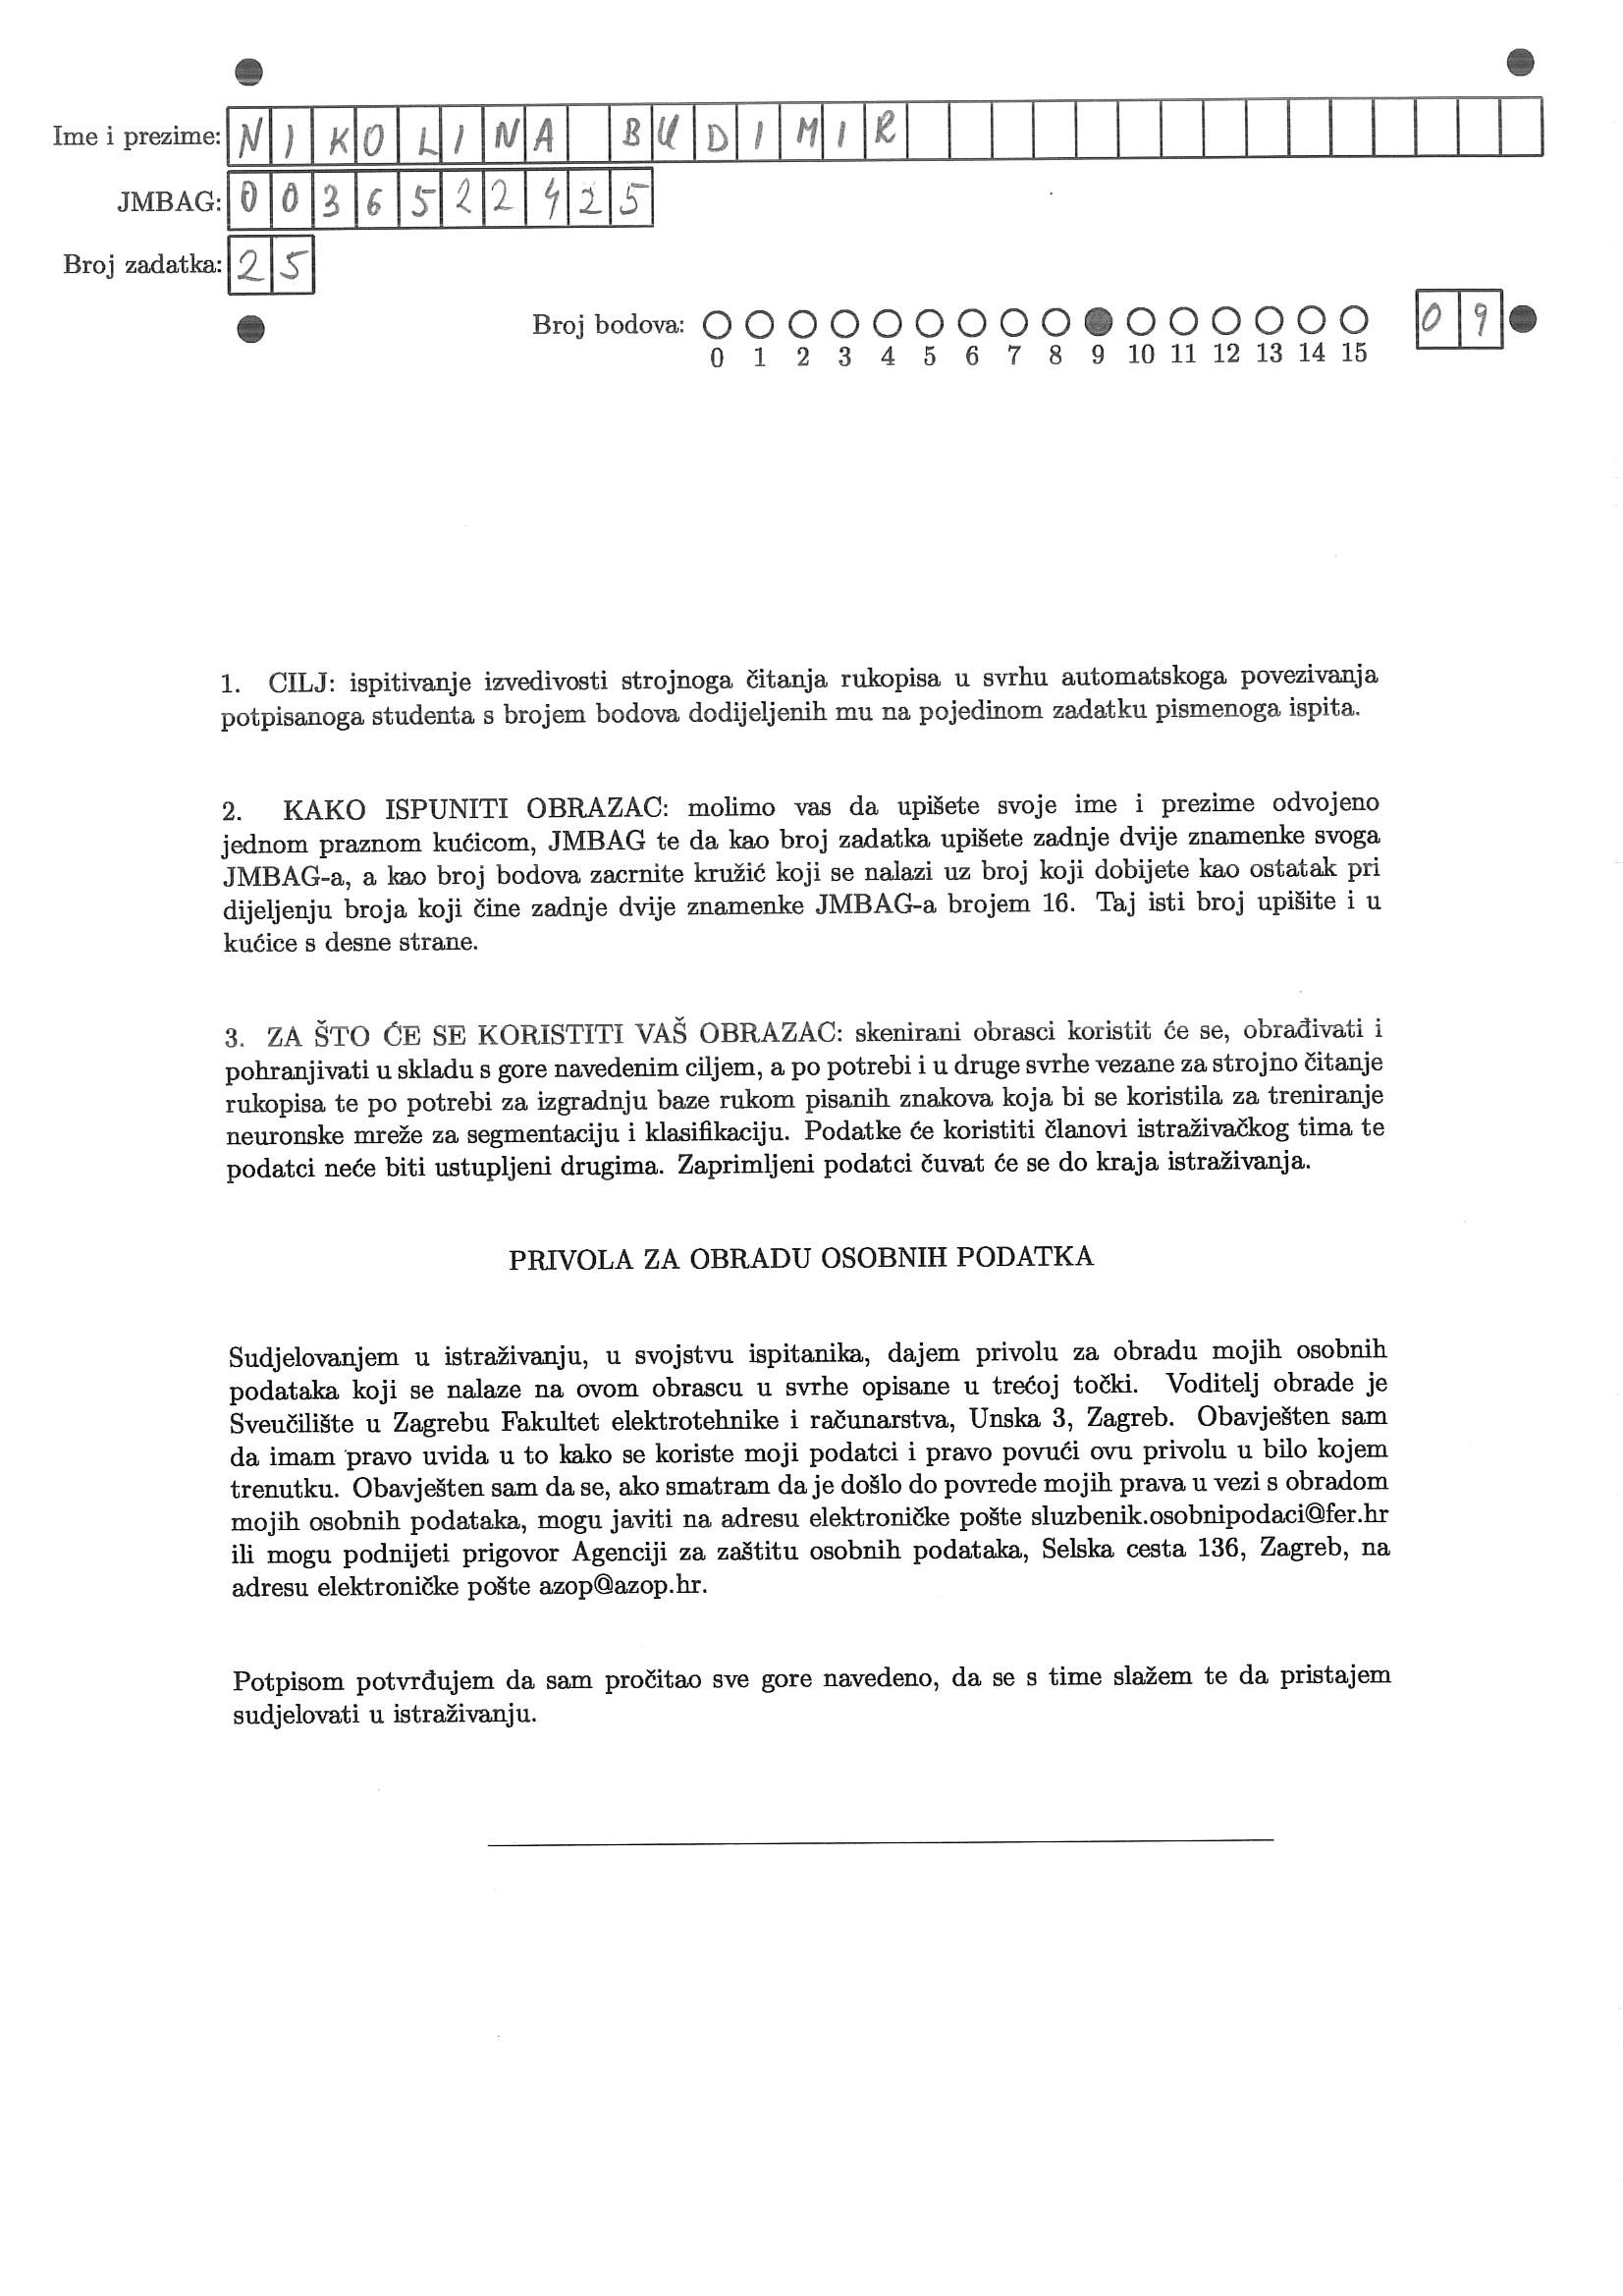 Ime i prezime: NIKOLINA BUDIMIR
JMBAG: 0036522425
Broj zadatka: 25
Broj bodova: 09
0 1 2 3 4 5 6 7 8 9 10 11 12 13 14 15
1. CILJ: ispitivanje izvedivosti strojnoga čitanja rukopisa u svrhu automatskoga povezivanja
potpisanoga studenta s brojem bodova dodijeljenih mu na pojedinom zadatku pismenoga ispita.
2. KAKO ISPUNITI OBRAZAC: molimo vas da upišete svoje ime i prezime odvojeno
jednom praznom kućicom, JMBAG te da kao broj zadatka upišete zadnje dvije znamenke svoga
JMBAG-a, a kao broj bodova zacrnite kružić koji se nalazi uz broj koji dobijete kao ostatak pri
dijeljenju broja koji čine zadnje dvije znamenke JMBAG-a brojem 16. Taj isti broj upišite i u
kućice s desne strane.
3. ZA ŠTO ĆE SE KORISTITI VAŠ OBRAZAC: skenirani obrasci koristit će se, obrađivati i
pohranjivati u skladu s gore navedenim ciljem, a po potrebi i u druge svrhe vezane za strojno čitanje
rukopisa te po potrebi za izgradnju baze rukom pisanih znakova koja bi se koristila za treniranje
neuronske mreže za segmentaciju i klasifikaciju. Podatke će koristiti članovi istraživačkog tima te
podatci neće biti ustupljeni drugima. Zaprimljeni podatci čuvat će se do kraja istraživanja.
PRIVOLA ZA OBRADU OSOBNIH PODATKA
Sudjelovanjem u istraživanju, u svojstvu ispitanika, dajem privolu za obradu mojih osobnih
podataka koji se nalaze na ovom obrascu u svrhe opisane u trećoj točki. Voditelj obrade je
Sveučilište u Zagrebu Fakultet elektrotehnike i računarstva, Unska 3, Zagreb. Obavješten sam
da imam pravo uvida u to kako se koriste moji podatci i pravo povući ovu privolu u bilo kojem
trenutku. Obavješten sam da se, ako smatram da je došlo do povrede mojih prava u vezi s obradom
mojih osobnih podataka, mogu javiti na adresu elektroničke pošte sluzbenik.osobnipodaci@fer.hr
ili mogu podnijeti prigovor Agenciji za zaštitu osobnih podataka, Selska cesta 136, Zagreb, na
adresu elektroničke pošte azop@azop.hr.
Potpisom potvrđujem da sam pročitao sve gore navedeno, da se s time slažem te da pristajem
sudjelovati u istraživanju.